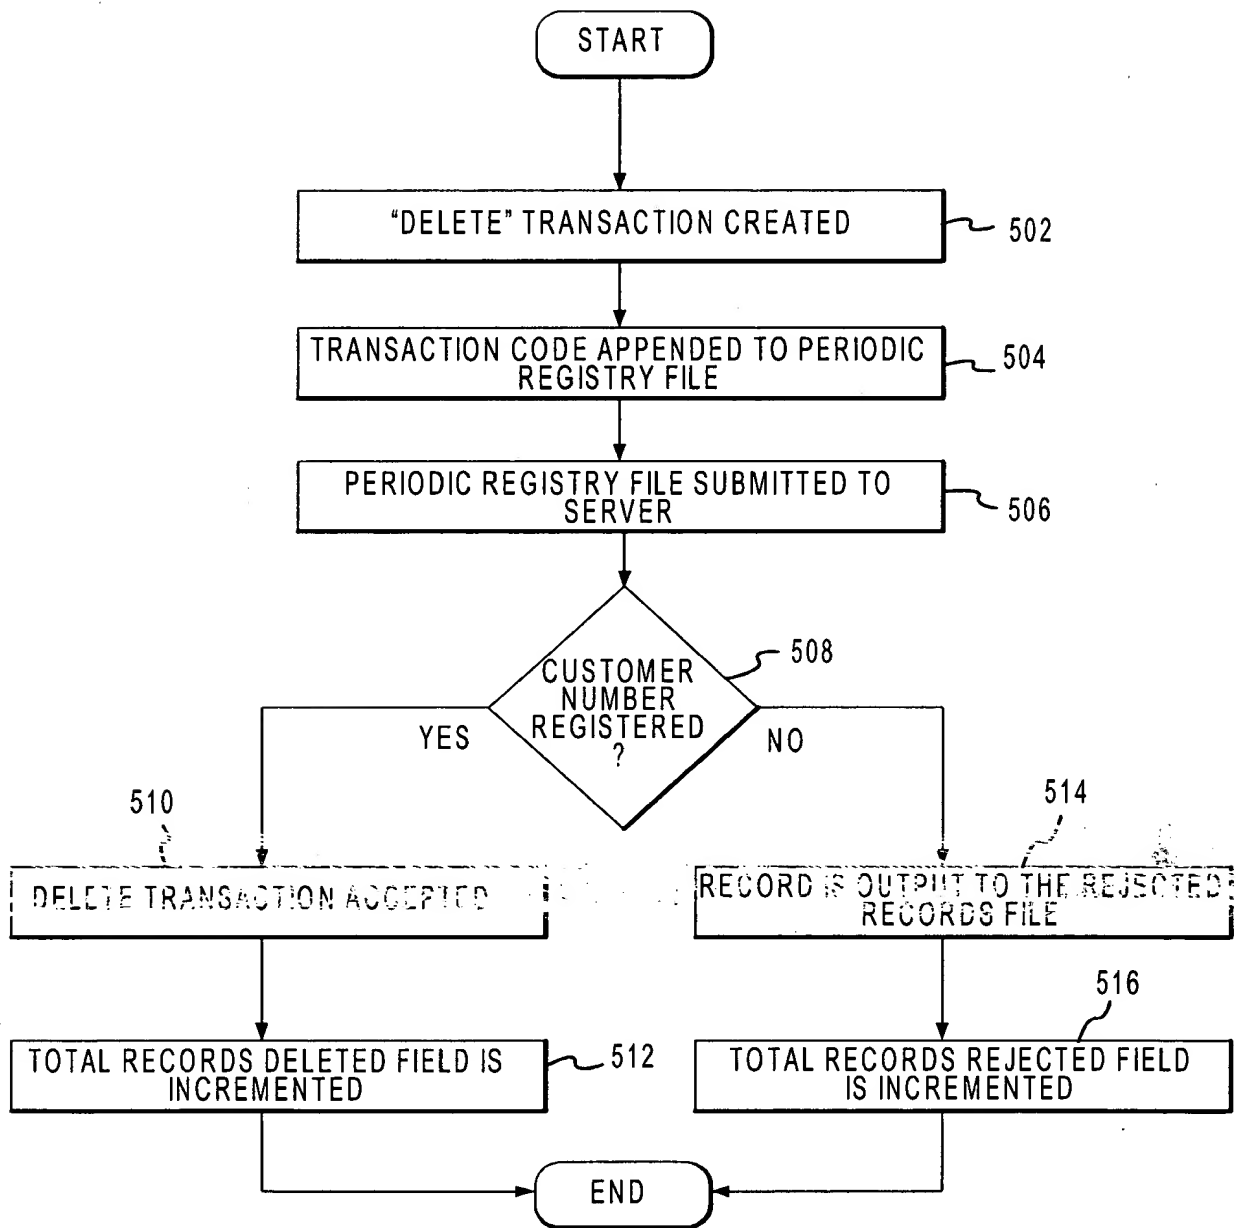 START
"DELETE" TRANSACTION CREATED
502
TRANSACTION CODE APPENDED TO PERIODIC
REGISTRY FILE
504
PERIODIC REGISTRY FILE SUBMITTED TO
SERVER
506
CUSTOMER
NUMBER
REGISTERED
?
508
YES
NO
510
DELETE TRANSACTION ACCEPTED
514
RECORD IS OUTPUT TO THE REJECTED
RECORDS FILE
TOTAL RECORDS DELETED FIELD IS
INCREMENTED
512
516
TOTAL RECORDS REJECTED FIELD
IS INCREMENTED
END